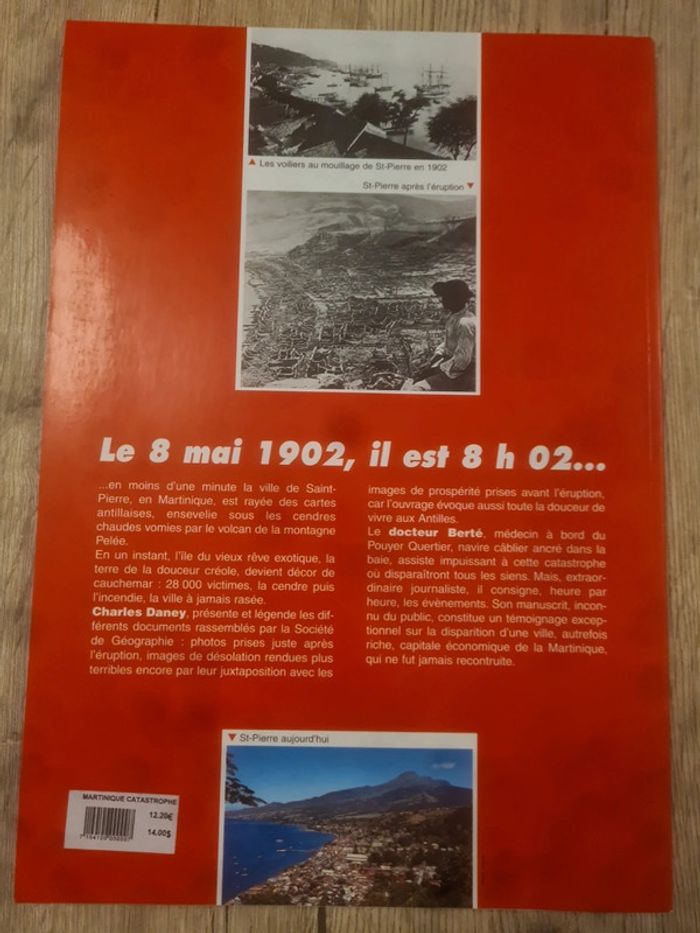 ▲ Les voiliers au mouillage de St-Pierre en 1902
St-Pierre après l'éruption ▼
Le 8 mai 1902, il est 8 h 02...
...en moins d'une minute la ville de Saint-
Pierre, en Martinique, est rayée des cartes
antillaises, ensevelie sous les cendres
chaudes vomies par le volcan de la montagne
Pelée.
En un instant, l'île du vieux rêve exotique, la
terre de la douceur créole, devient décor de
cauchemar : 28 000 victimes, la cendre puis
l'incendie, la ville à jamais rasée.
Charles Daney, présente et légende les dif-
férents documents rassemblés par la Société
de Géographie : photos prises juste après
l'éruption, images de désolation rendues plus
terribles encore par leur juxtaposition avec les
images de prospérité prises avant l'éruption,
car l'ouvrage évoque aussi toute la douceur de
vivre aux Antilles.
Le docteur Berté, médecin à bord du
Pouyer Quertier, navire câblier ancré dans la
baie, assiste impuissant à cette catastrophe
où disparaîtront tous les siens. Mais, extraor-
dinaire journaliste, il consigne, heure par
heure, les évènements. Son manuscrit, incon-
nu du public, constitue un témoignage excep-
tionnel sur la disparition d'une ville, autrefois
riche, capitale économique de la Martinique,
qui ne fut jamais recontruite.
▼ St-Pierre aujourd'hui
MARTINIQUE CATASTROPHE
12.20€
14.00$